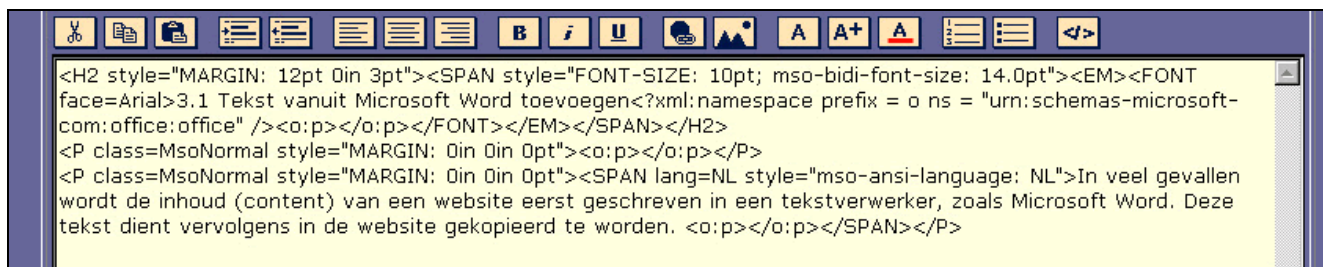 B i U A A+ A </>
<H2 style="MARGIN: 12pt 0in 3pt"><SPAN style="FONT-SIZE: 10pt; mso-bidi-font-size: 14.0pt"><EM><FONT
face=Arial>3.1 Tekst vanuit Microsoft Word toevoegen<?xml:namespace prefix = o ns = "urn:schemas-microsoft-
com:office:office" /><o:p></o:p></FONT></EM></SPAN></H2>
<P class=MsoNormal style="MARGIN: 0in 0in 0pt"><o:p></o:p></P>
<P class=MsoNormal style="MARGIN: 0in 0in 0pt"><SPAN lang=NL style="mso-ansi-language: NL">In veel gevallen
wordt de inhoud (content) van een website eerst geschreven in een tekstverwerker, zoals Microsoft Word. Deze
tekst dient vervolgens in de website gekopieerd te worden. <o:p></o:p></SPAN></P>